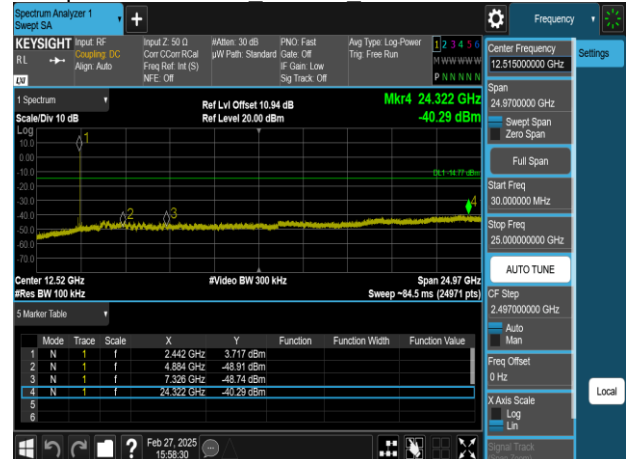 Spectrum Analyzer 1
Swept SA
+
Frequency
KEYSIGHT
RL
Input: RF
Coupling: DC
Align: Auto
Input Z: 50 Ω
Corr CCorr RCal
Freq Ref: Int (S)
NFE: Off
#Atten: 30 dB
µW Path: Standard
PNO: Fast
Gate: Off
IF Gain: Low
Sig Track: Off
Avg Type: Log-Power
Trig: Free Run
1 2 3 4 5 6
M W W W W W
P N N N N N
1 Spectrum
Scale/Div 10 dB
Ref Lvl Offset 10.94 dB
Ref Level 20.00 dBm
Mkr4 24.322 GHz
-40.29 dBm
Log
10.0
0.00
-10.0
-20.0
-30.0
-40.0
-50.0
-60.0
-70.0
1
2
3
4
DL1 -14.77 dBm
Center 12.52 GHz
#Res BW 100 kHz
#Video BW 300 kHz
Span 24.97 GHz
Sweep ~84.5 ms (24971 pts)
5 Marker Table
Mode Trace Scale X Y Function Function Width Function Value
1 N 1 f 2.442 GHz 3.717 dBm
2 N 1 f 4.884 GHz -48.91 dBm
3 N 1 f 7.326 GHz -48.74 dBm
4 N 1 f 24.322 GHz -40.29 dBm
5
6
Feb 27, 2025
15:58:30
Center Frequency
12.515000000 GHz
Settings
Span
24.9700000 GHz
Swept Span
Zero Span
Full Span
Start Freq
30.000000 MHz
Stop Freq
25.000000000 GHz
AUTO TUNE
CF Step
2.497000000 GHz
Auto
Man
Freq Offset
0 Hz
X Axis Scale
Log
Lin
Local
Signal Track
(Span Zoom)